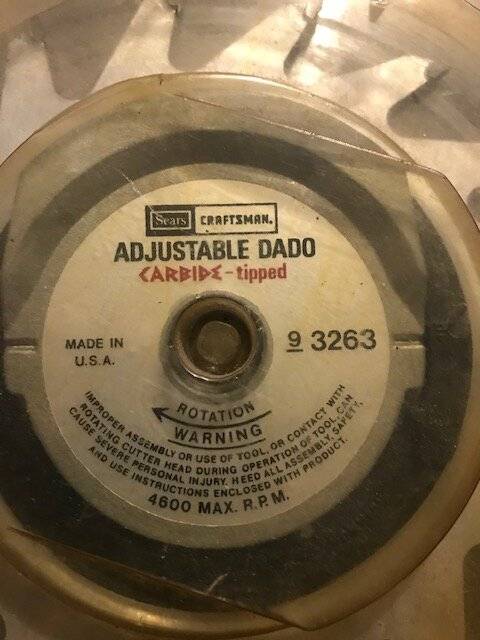 Sears CRAFTSMAN.
ADJUSTABLE DADO
CARBIDE-tipped
MADE IN
U.S.A.
9 3263
ROTATION
WARNING
IMPROPER ASSEMBLY OR USE OF TOOL, OR CONTACT WITH
ROTATING CUTTER HEAD DURING OPERATION OF TOOL, CAN
CAUSE SEVERE PERSONAL INJURY. HEED ALL ASSEMBLY, SAFETY,
AND USE INSTRUCTIONS ENCLOSED WITH PRODUCT.
4600 MAX. R.P.M.